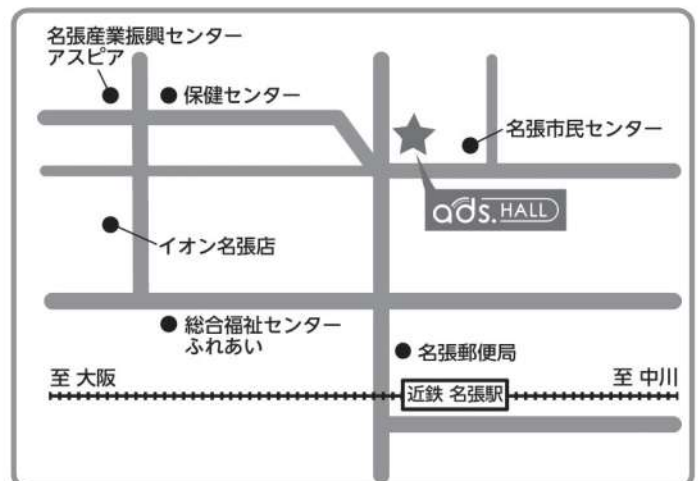 名張産業振興センター
アスピア
保健センター
名張市民センター
ads.HALL
イオン名張店
総合福祉センター
ふれあい
名張郵便局
至 大阪
近鉄 名張駅
至 中川